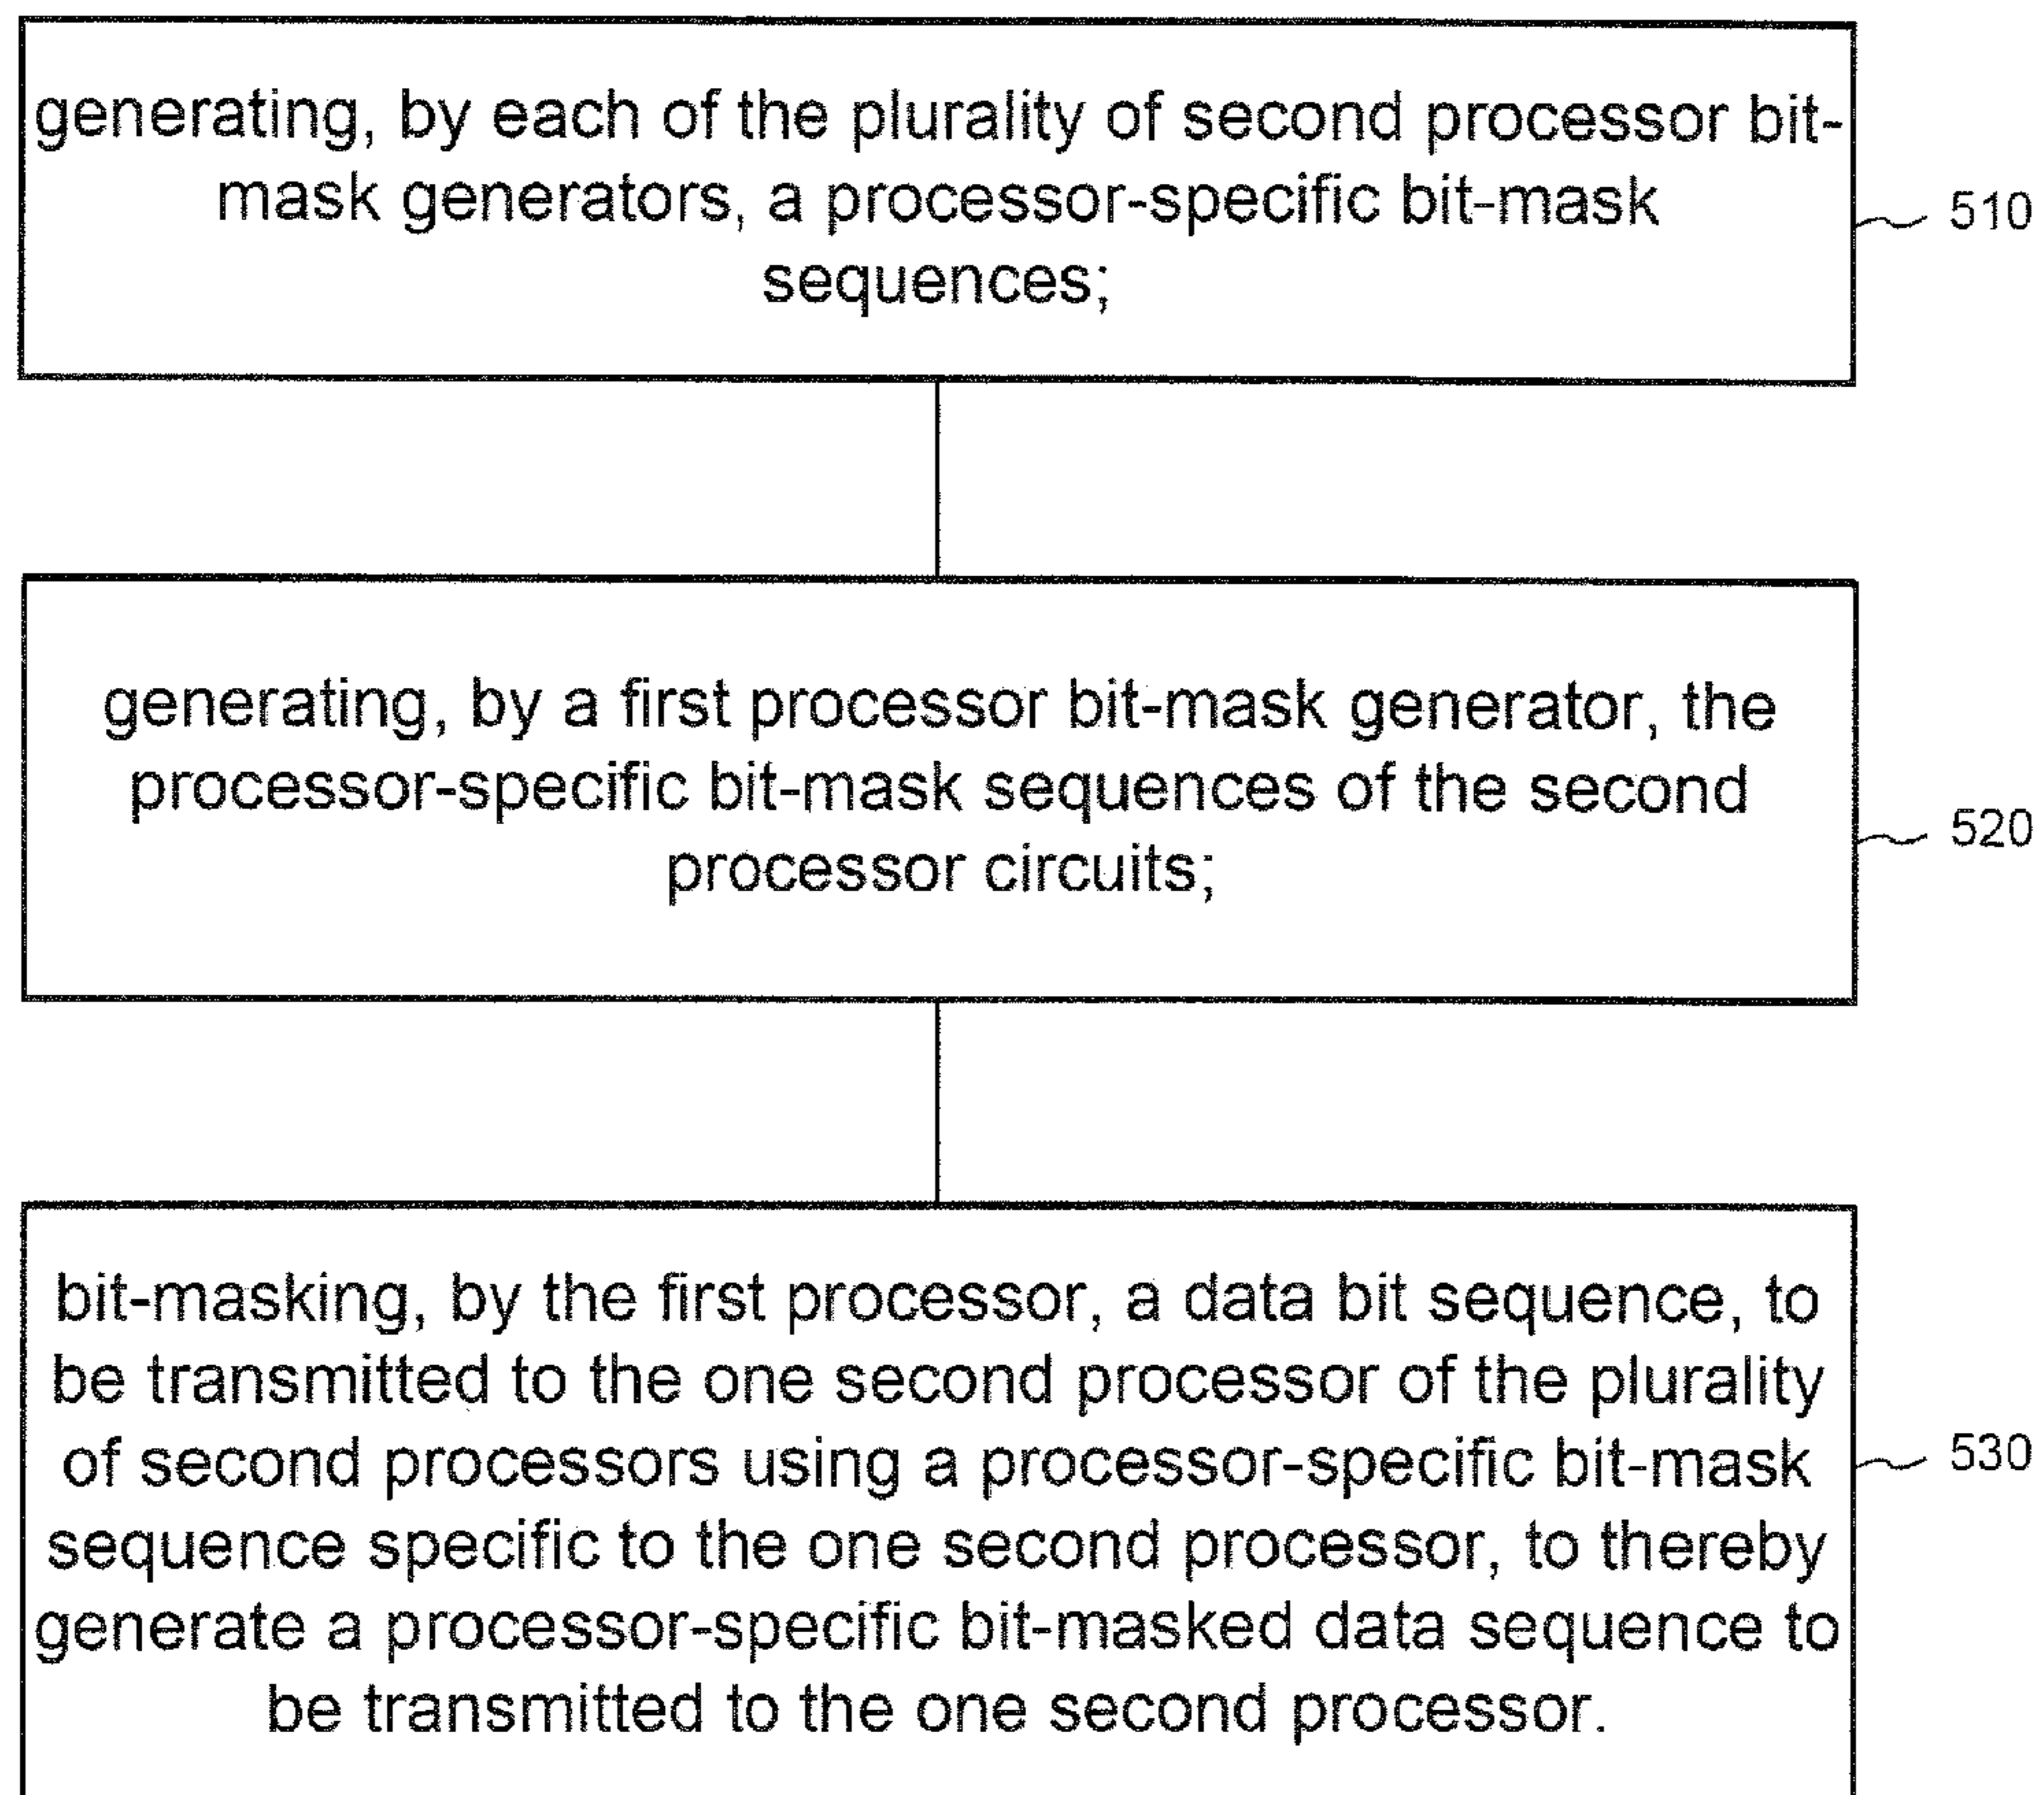 generating, by each of the plurality of second processor bit-
mask generators, a processor-specific bit-mask
sequences;
510
generating, by a first processor bit-mask generator, the
processor-specific bit-mask sequences of the second
processor circuits;
520
bit-masking, by the first processor, a data bit sequence, to
be transmitted to the one second processor of the plurality
of second processors using a processor-specific bit-mask
sequence specific to the one second processor, to thereby
generate a processor-specific bit-masked data sequence to
be transmitted to the one second processor.
530